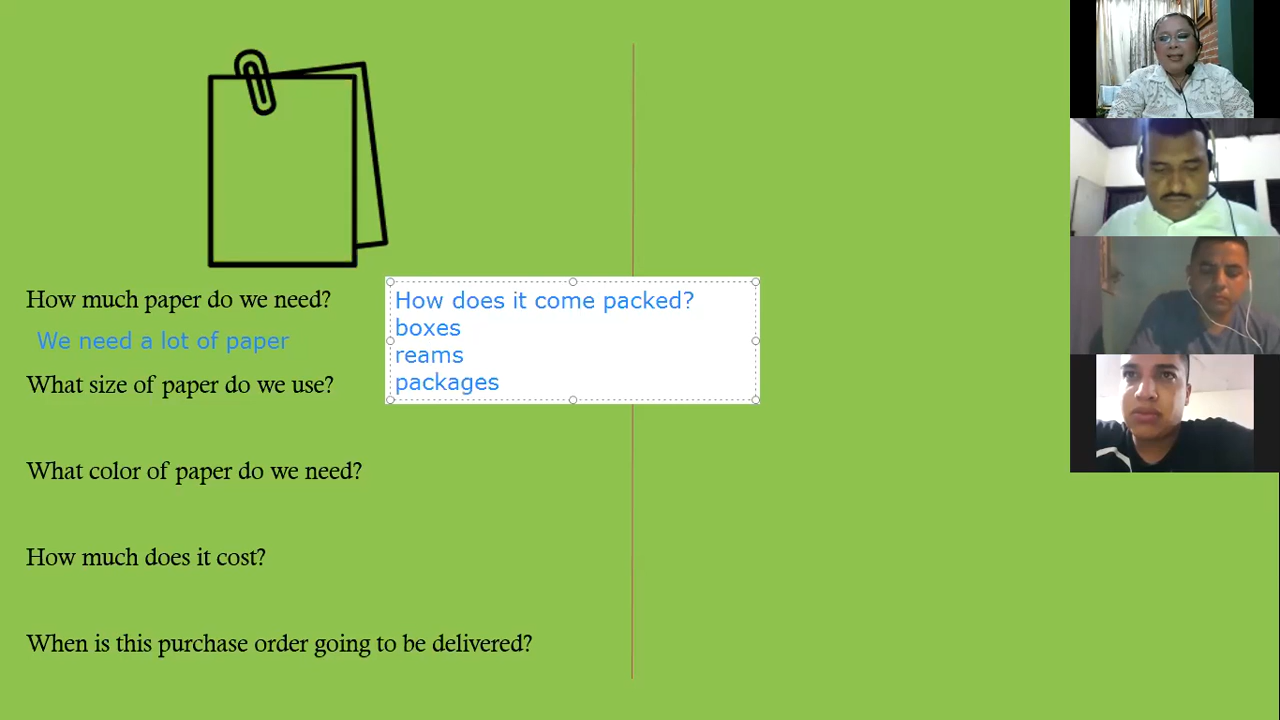 How much paper do we need?
We need a lot of paper
What size of paper do we use?
What color of paper do we need?
How much does it cost?
When is this purchase order going to be delivered?
How does it come packed?
boxes
reams
packages